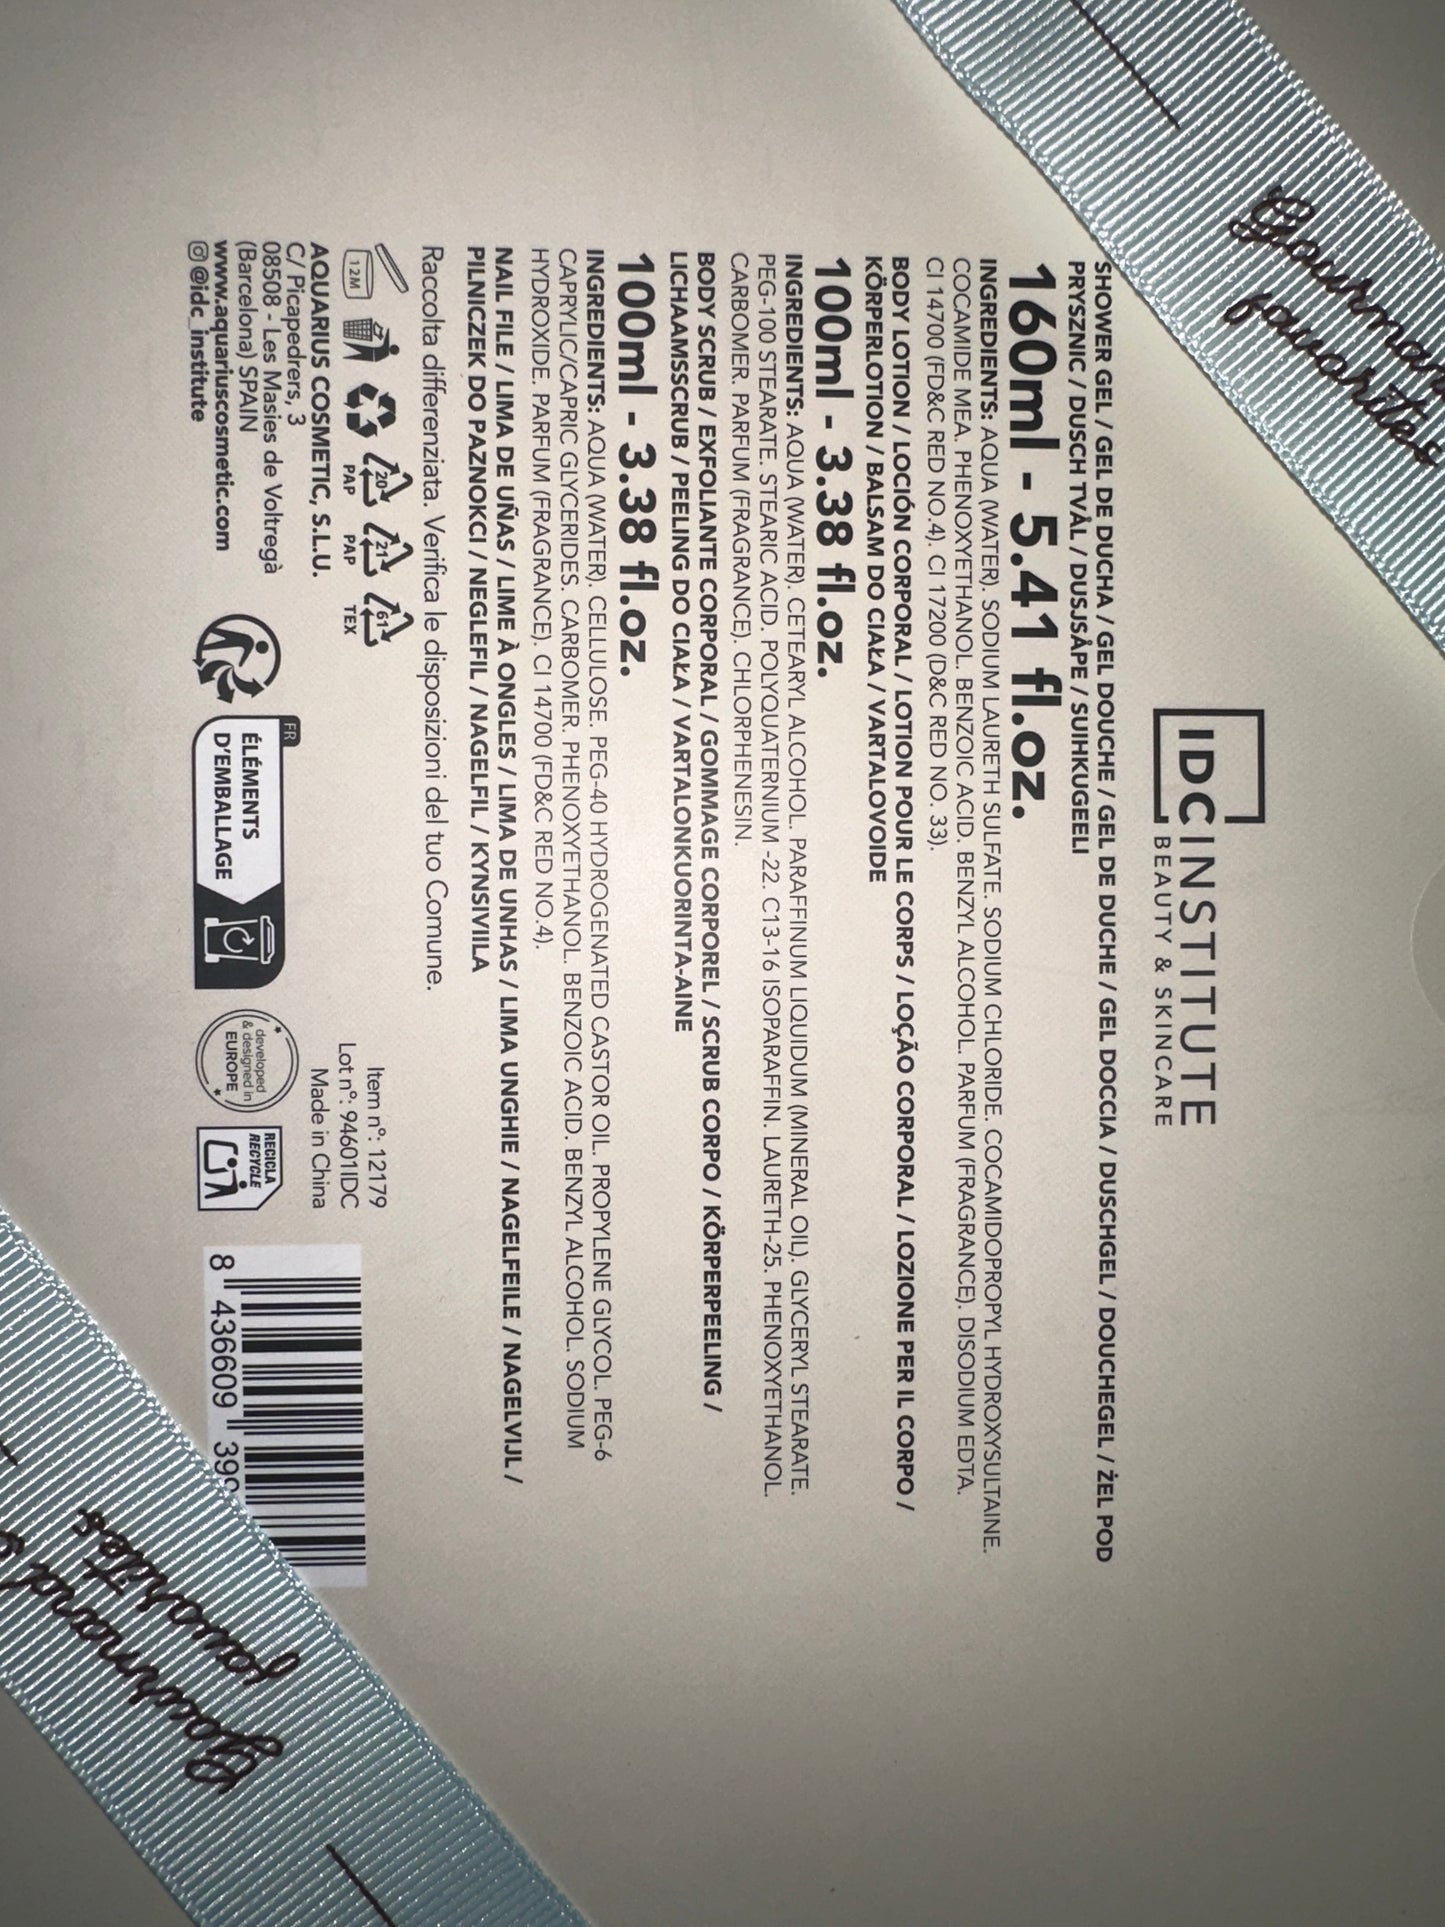 IDC INSTITUTE
BEAUTY & SKINCARE
SHOWER GEL / GEL DE DUCHA / GEL DOUCHE / GEL DE DUCHE / GEL DOCCIA / DUSCHGEL / DOUCHEGEL / ŻEL POD
PRYSZNIC / DUSCH TVÅL / DUSJSÅPE / SUIHKUGEELI
160ml - 5.41 fl.oz.
INGREDIENTS: AQUA (WATER). SODIUM LAURETH SULFATE. SODIUM CHLORIDE. COCAMIDOPROPYL HYDROXYSULTAINE.
COCAMIDE MEA. PHENOXYETHANOL. BENZOIC ACID. BENZYL ALCOHOL. PARFUM (FRAGRANCE). DISODIUM EDTA.
CI 14700 (FD&C RED NO.4). CI 17200 (D&C RED NO. 33).
BODY LOTION / LOCIÓN CORPORAL / LOTION POUR LE CORPS / LOÇÃO CORPORAL / LOZIONE PER IL CORPO /
KÖRPERLOTION / BALSAM DO CIAŁA / VARTALOVOIDE
100ml - 3.38 fl.oz.
INGREDIENTS: AQUA (WATER). CETEARYL ALCOHOL. PARAFFINUM LIQUIDUM (MINERAL OIL). GLYCERYL STEARATE.
PEG-100 STEARATE. STEARIC ACID. POLYQUATERNIUM -22. C13-16 ISOPARAFFIN. LAURETH-25. PHENOXYETHANOL.
CARBOMER. PARFUM (FRAGRANCE). CHLORPHENESIN.
BODY SCRUB / EXFOLIANTE CORPORAL / GOMMAGE CORPOREL / SCRUB CORPO / KÖRPERPEELING /
LICHAAMSSCRUB / PEELING DO CIAŁA / VARTALONKUORINTA-AINE
100ml - 3.38 fl.oz.
INGREDIENTS: AQUA (WATER). CELLULOSE. PEG-40 HYDROGENATED CASTOR OIL. PROPYLENE GLYCOL. PEG-6
CAPRYLIC/CAPRIC GLYCERIDES. CARBOMER. PHENOXYETHANOL. BENZOIC ACID. BENZYL ALCOHOL. SODIUM
HYDROXIDE. PARFUM (FRAGRANCE). CI 14700 (FD&C RED NO.4).
NAIL FILE / LIMA DE UÑAS / LIME À ONGLES / LIMA DE UNHAS / LIMA UNGHIE / NAGELFEILE / NAGELVIJL /
PILNICZEK DO PAZNOKCI / NEGLEFIL / NAGELFIL / KYNSIVIILA
Raccolta differenziata. Verifica le disposizioni del tuo Comune.
12M
20 PAP
21 PAP
61 TEX
AQUARIUS COSMETIC, S.L.U.
C/ Picapedrers, 3
08508 - Les Masies de Voltregà
(Barcelona) SPAIN
www.aquariuscosmetic.com
@idc_institute
FR
ÉLÉMENTS
D'EMBALLAGE
developed
& designed in
EUROPE
RECICLA
RECYCLE
Item nº: 12179
Lot nº: 94601IDC
Made in China
8 436609 39
Gourmand
favorites
Gourmand
favorites